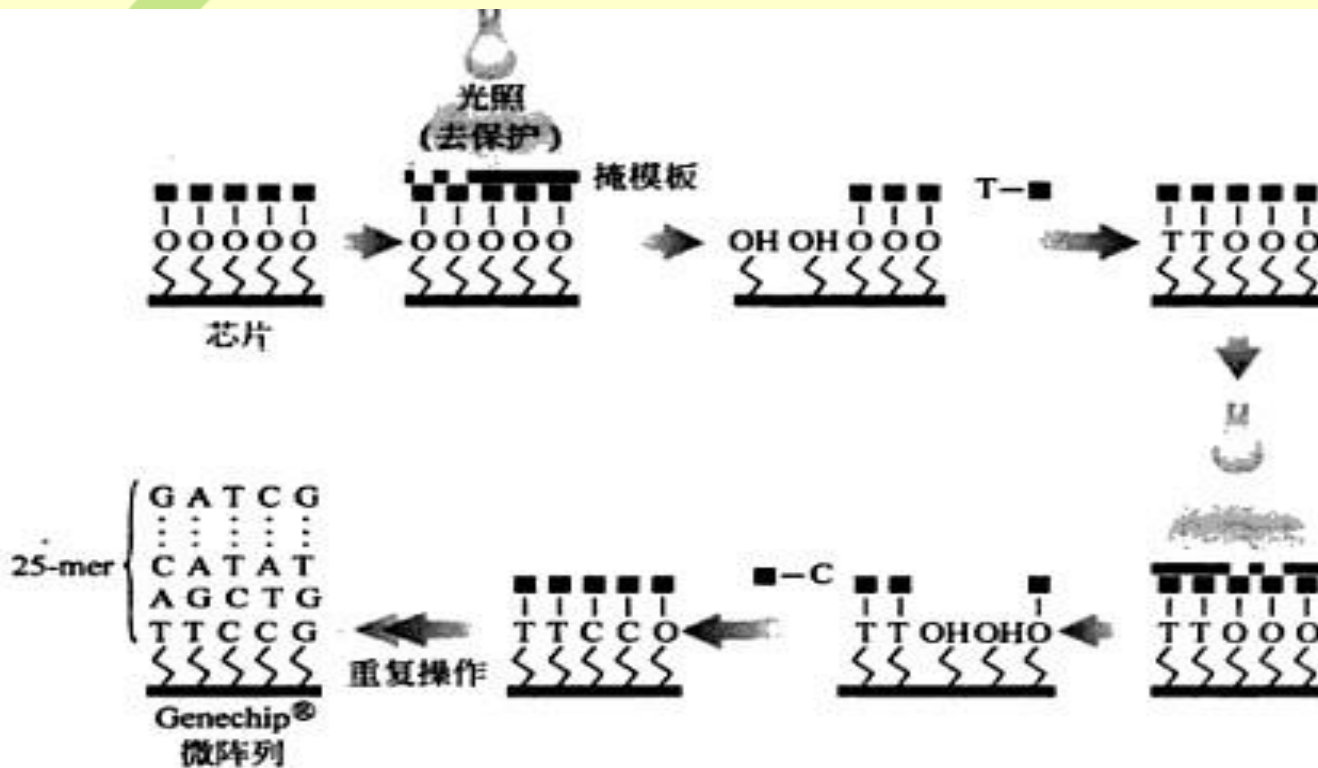 光照
(去保护)
掩模板
T-■
O O O O O
O O O O O
OH OH O O O
T T O O O
芯片
T T O O O
T T OH OH O
■-C
T T C C O
重复操作
25-mer
G A T C G
C A T A T
A G C T G
T T C C G
Genechip®
微阵列